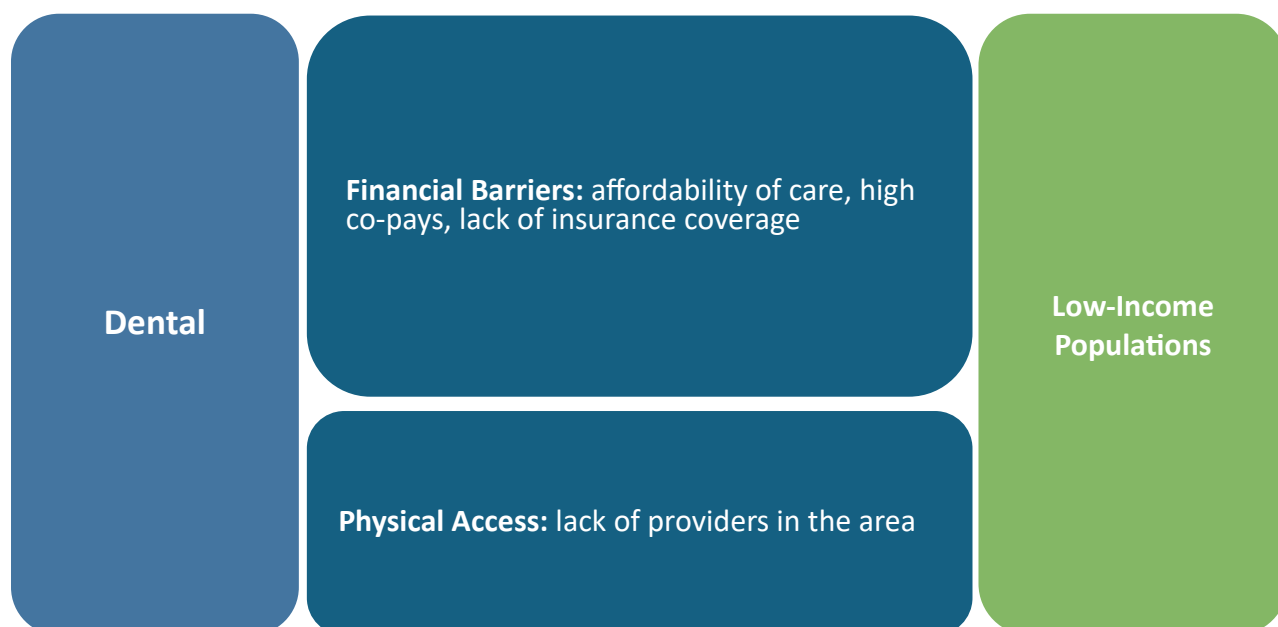 Dental
Financial Barriers: affordability of care, high
co-pays, lack of insurance coverage
Physical Access: lack of providers in the area
Low-Income
Populations